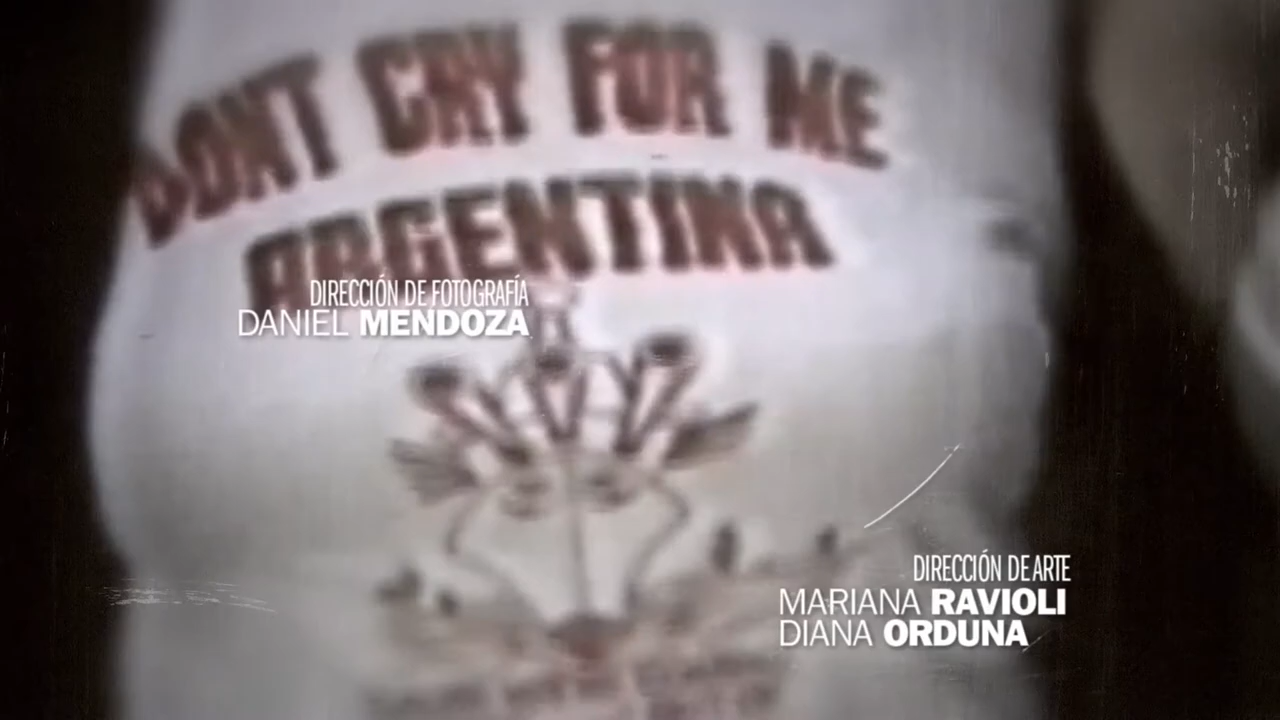 DONT CRY FOR ME
ARGENTINA
DIRECCIÓN DE FOTOGRAFÍA
DANIEL MENDOZA
DIRECCIÓN DE ARTE
MARIANA RAVIOLI
DIANA ORDUNA